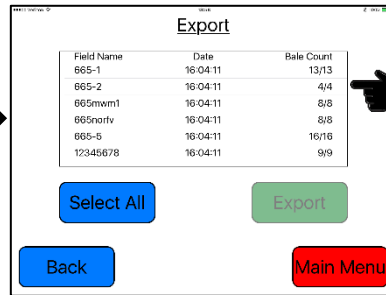 Export
Field Name Date Bale Count
665-1 16:04:11 13/13
665-2 16:04:11 4/4
665mwm1 16:04:11 8/8
665norfv 16:04:11 8/8
665-5 16:04:11 16/16
12345678 16:04:11 9/9
Select All Export
Back Main Menu